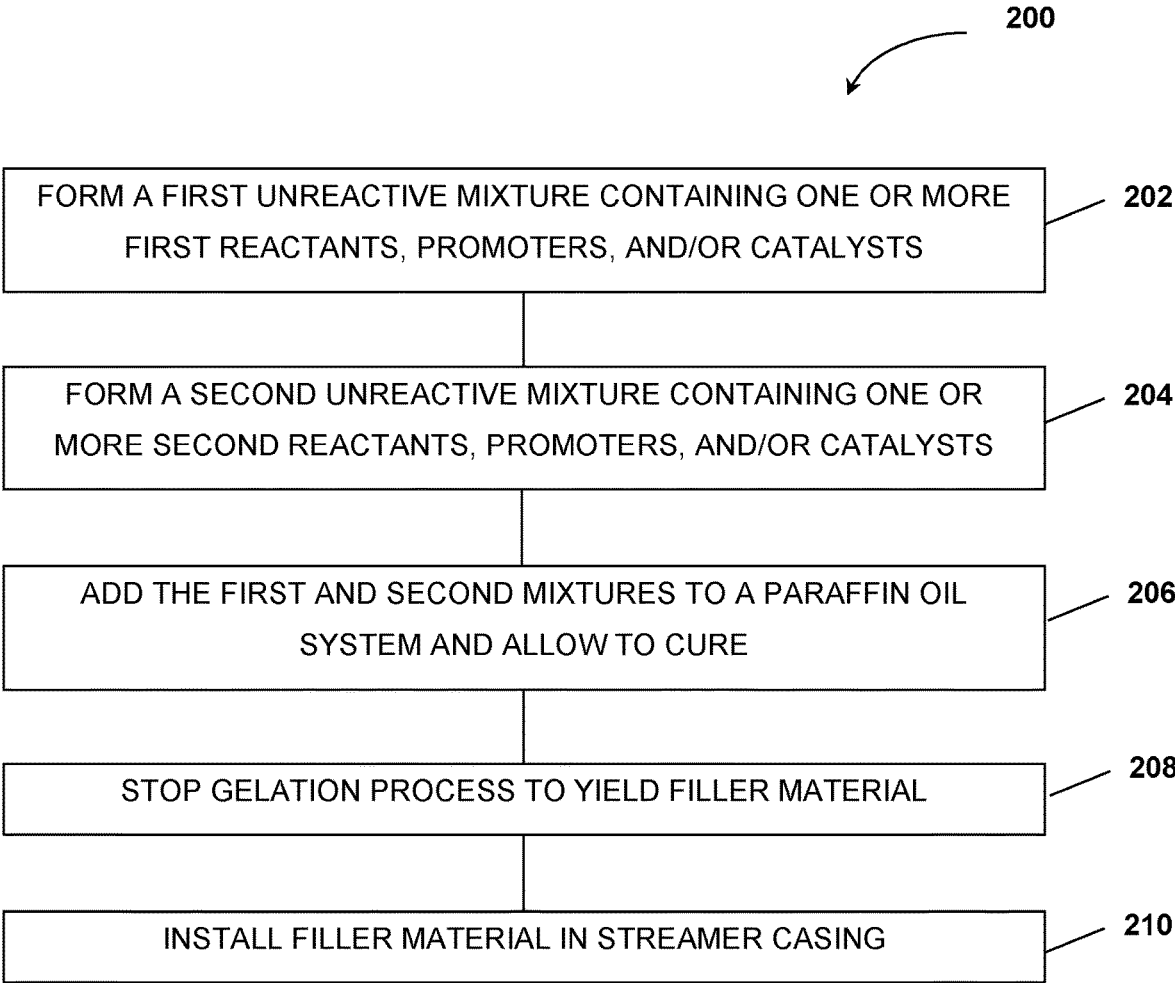 200
FORM A FIRST UNREACTIVE MIXTURE CONTAINING ONE OR MORE
FIRST REACTANTS, PROMOTERS, AND/OR CATALYSTS
202
FORM A SECOND UNREACTIVE MIXTURE CONTAINING ONE OR
MORE SECOND REACTANTS, PROMOTERS, AND/OR CATALYSTS
204
ADD THE FIRST AND SECOND MIXTURES TO A PARAFFIN OIL
SYSTEM AND ALLOW TO CURE
206
STOP GELATION PROCESS TO YIELD FILLER MATERIAL
208
INSTALL FILLER MATERIAL IN STREAMER CASING
210